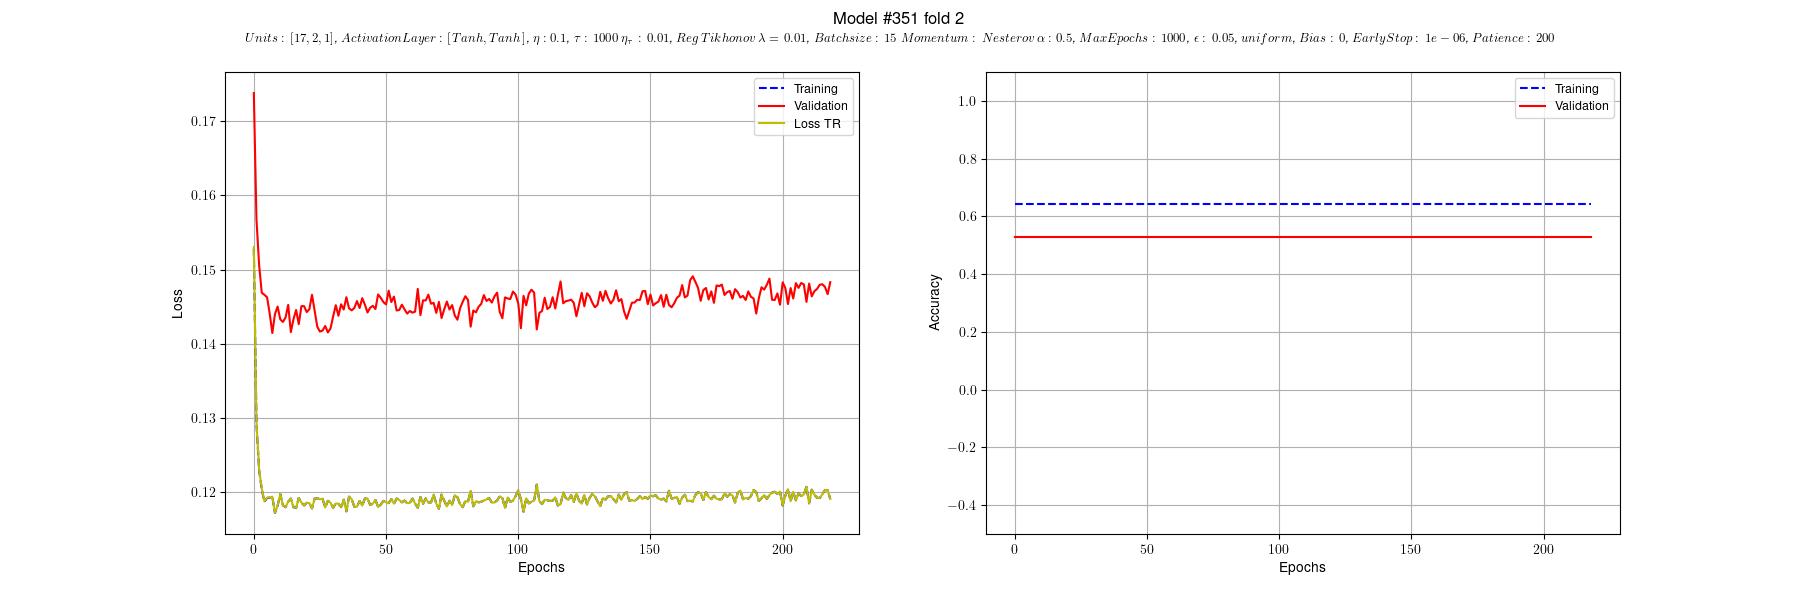 Model #351 fold 2
Units : [17, 2, 1], ActivationLayer : [Tanh, Tanh], η : 0.1, τ : 1000 ητ : 0.01, Reg Tikhonov λ = 0.01, Batchsize : 15 Momentum : Nesterov α : 0.5, MaxEpochs : 1000, ϵ : 0.05, uniform, Bias : 0, EarlyStop : 1e − 06, Patience : 200
Training
Validation
Loss TR
0.17
0.16
0.15
0.14
0.13
0.12
Loss
0 50 100 150 200
Epochs
Training
Validation
1.0
0.8
0.6
0.4
0.2
0.0
−0.2
−0.4
Accuracy
0 50 100 150 200
Epochs